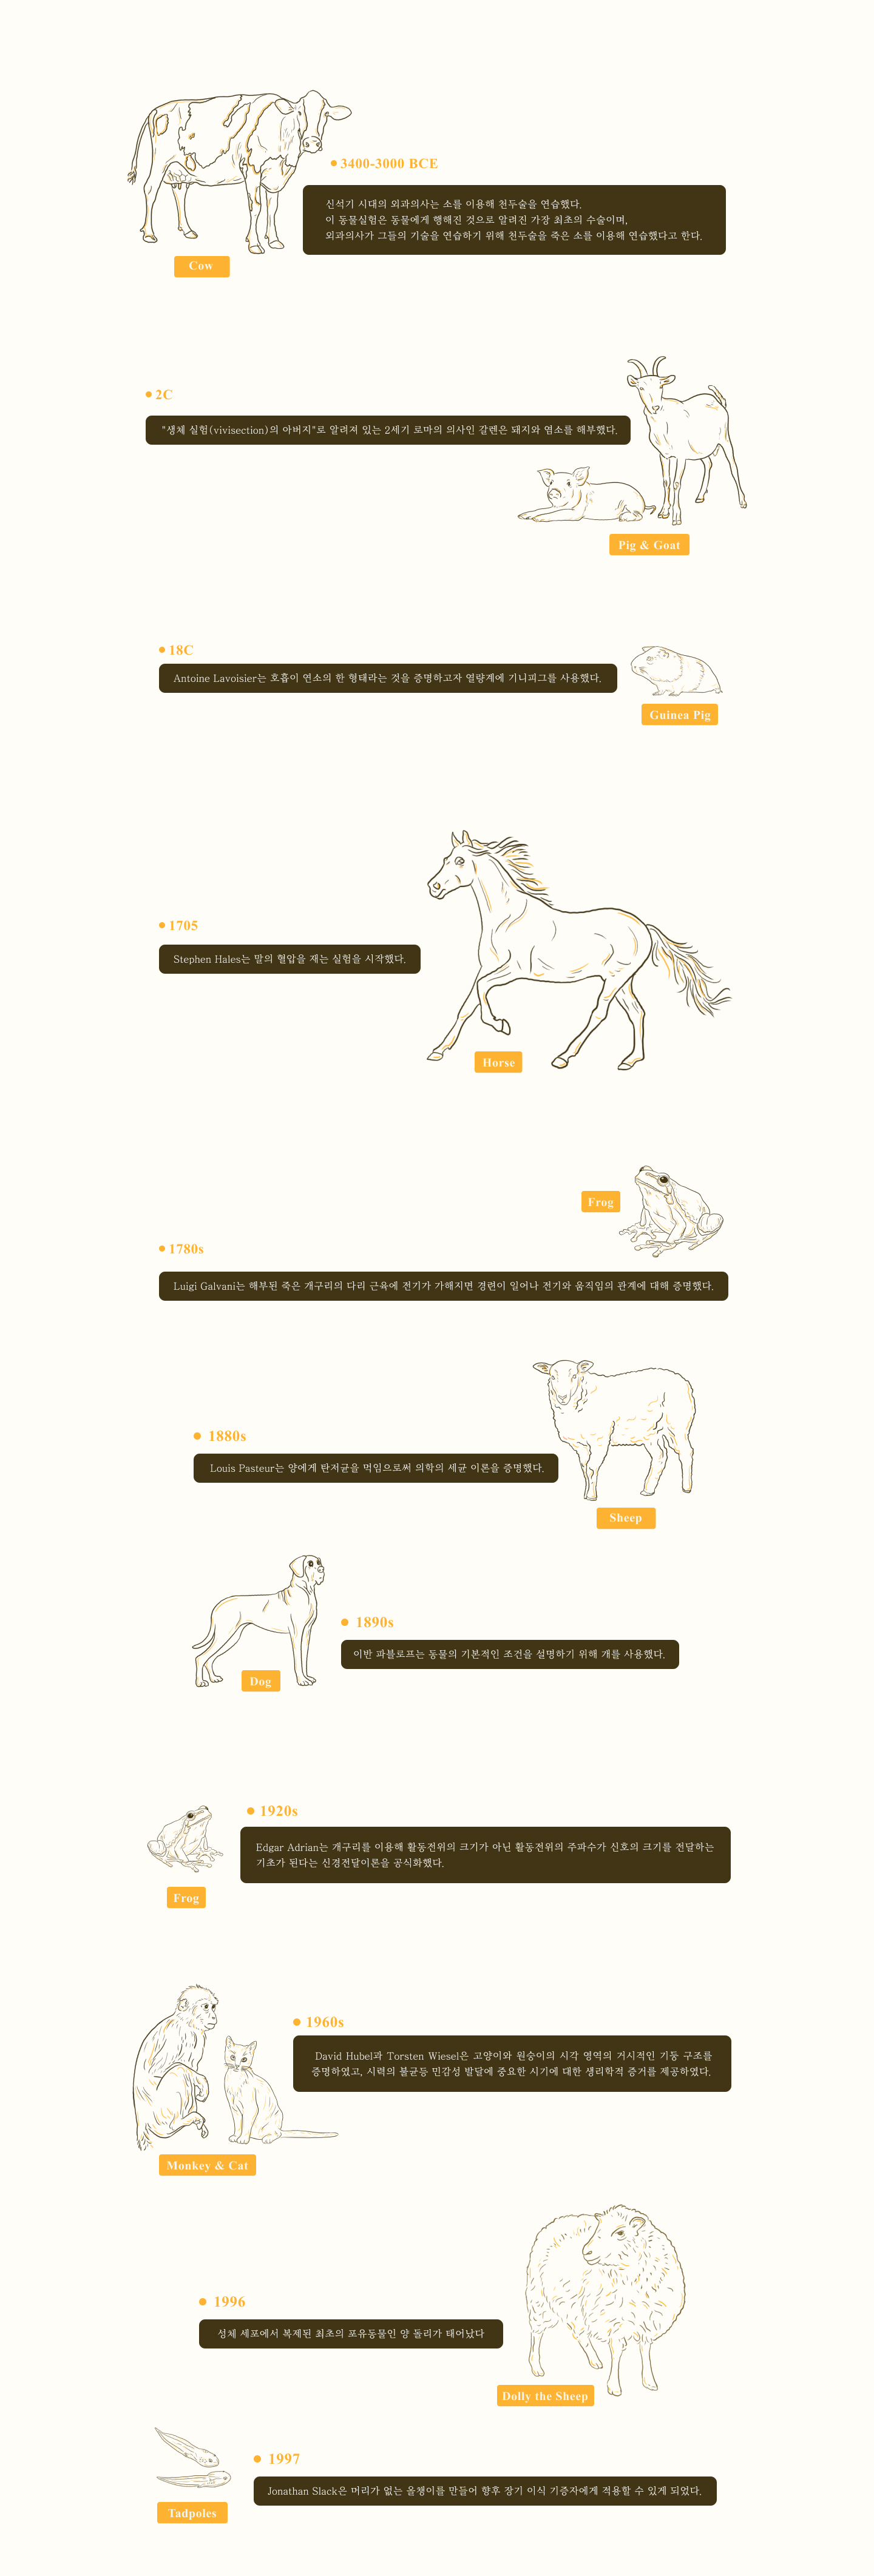 3400-3000 BCE
신석기 시대의 외과의사는 소를 이용해 천두술을 연습했다.
이 동물실험은 동물에게 행해진 것으로 알려진 가장 최초의 수술이며,
외과의사가 그들의 기술을 연습하기 위해 천두술을 죽은 소를 이용해 연습했다고 한다.
Cow
2C
"생체 실험(vivisection)의 아버지"로 알려져 있는 2세기 로마의 의사인 갈렌은 돼지와 염소를 해부했다.
Pig & Goat
18C
Antoine Lavoisier는 호흡이 연소의 한 형태라는 것을 증명하고자 열량계에 기니피그를 사용했다.
Guinea Pig
1705
Stephen Hales는 말의 혈압을 재는 실험을 시작했다.
Horse
Frog
1780s
Luigi Galvani는 해부된 죽은 개구리의 다리 근육에 전기가 가해지면 경련이 일어나 전기와 움직임의 관계에 대해 증명했다.
1880s
Louis Pasteur는 양에게 탄저균을 먹임으로써 의학의 세균 이론을 증명했다.
Sheep
1890s
이반 파블로프는 동물의 기본적인 조건을 설명하기 위해 개를 사용했다.
Dog
1920s
Edgar Adrian는 개구리를 이용해 활동전위의 크기가 아닌 활동전위의 주파수가 신호의 크기를 전달하는
기초가 된다는 신경전달이론을 공식화했다.
Frog
1960s
David Hubel과 Torsten Wiesel은 고양이와 원숭이의 시각 영역의 거시적인 기둥 구조를
증명하였고, 시력의 불균등 민감성 발달에 중요한 시기에 대한 생리학적 증거를 제공하였다.
Monkey & Cat
1996
성체 세포에서 복제된 최초의 포유동물인 양 돌리가 태어났다
Dolly the Sheep
1997
Jonathan Slack은 머리가 없는 올챙이를 만들어 향후 장기 이식 기증자에게 적용할 수 있게 되었다.
Tadpoles